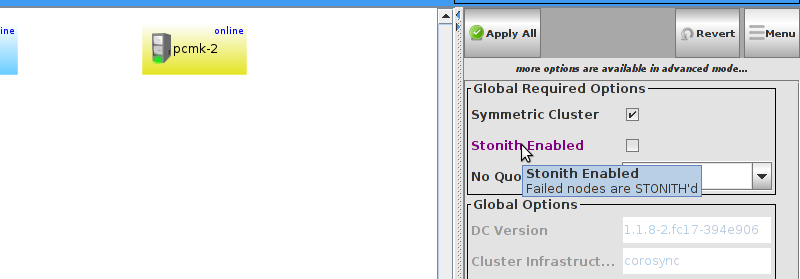 ine
online
pcmk-2
Apply All
Revert
Menu
more options are available in advanced mode...
Global Required Options
Symmetric Cluster
Stonith Enabled
No Quo
Stonith Enabled
Failed nodes are STONITH'd
Global Options
DC Version
1.1.8-2.fc17-394e906
Cluster Infrastruct...
corosync